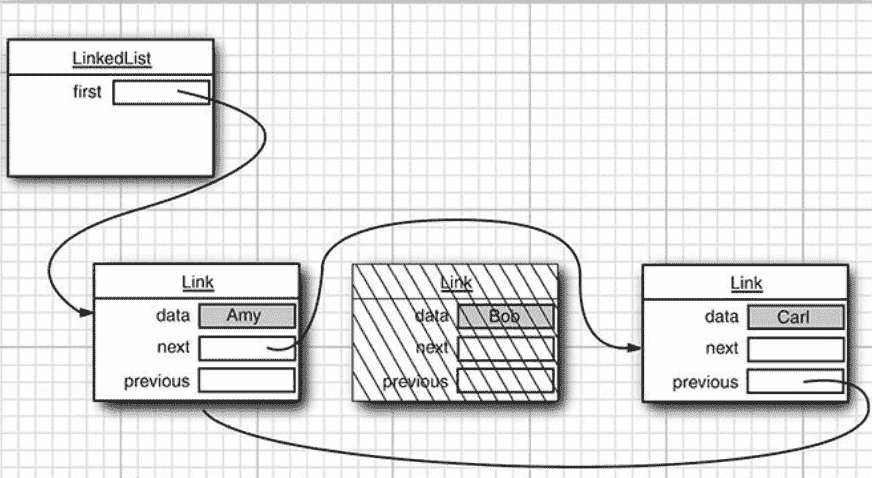 LinkedList
first
Link
data Amy
next
previous
Link
data Bob
next
previous
Link
data Carl
next
previous